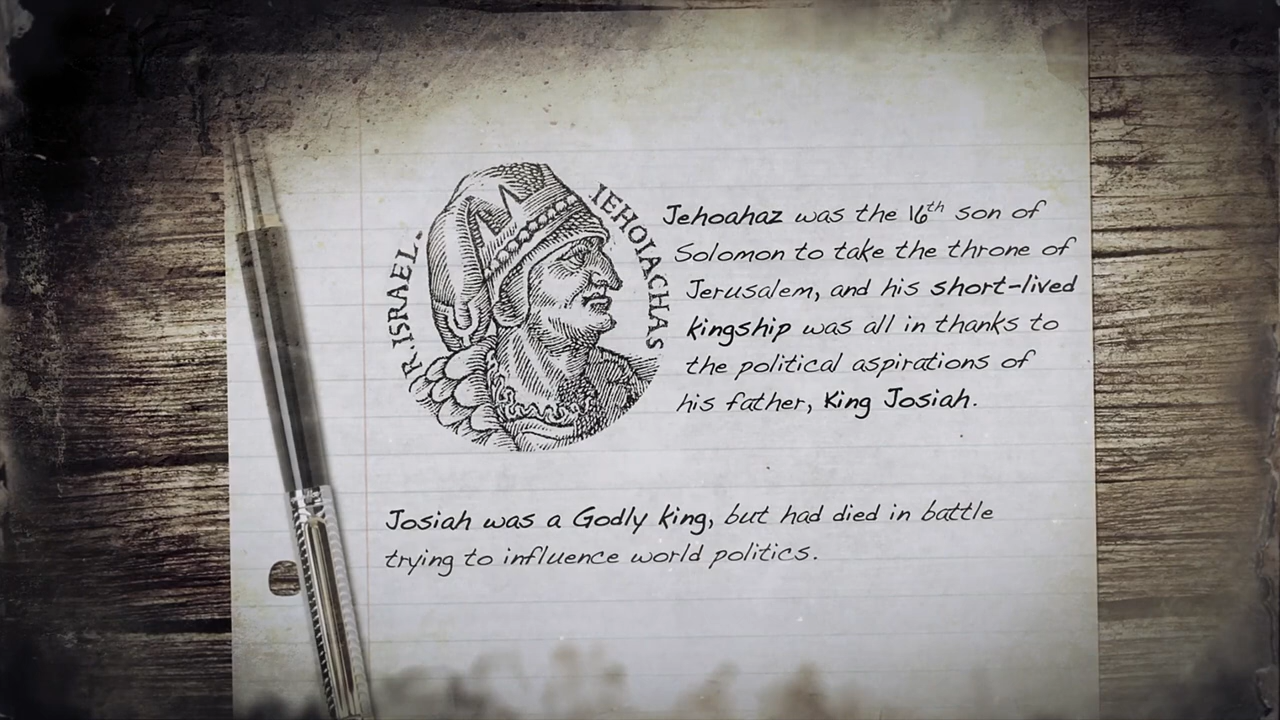 R. ISRAEL.
IEHOIACHAS
Jehoahaz was the 16th son of
Solomon to take the throne of
Jerusalem, and his short-lived
kingship was all in thanks to
the political aspirations of
his father, King Josiah.
Josiah was a Godly king, but had died in battle
trying to influence world politics.